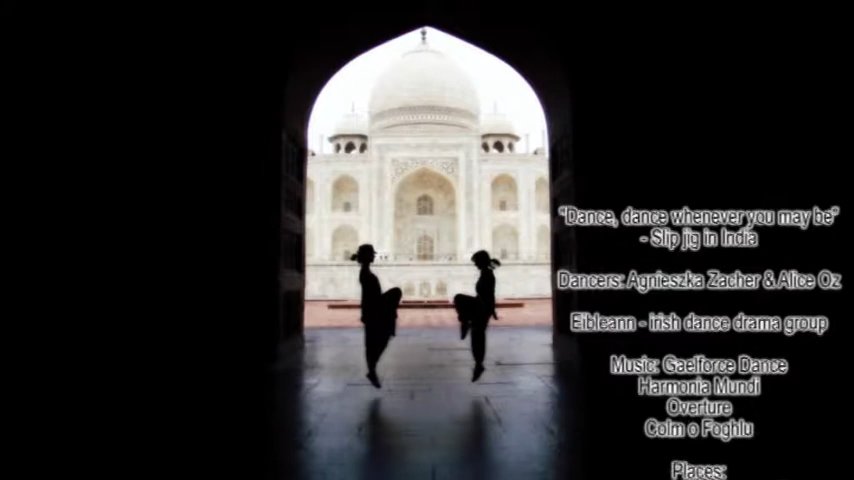 "Dance, dance whenever you may be"
- Slip jig in India
Dancers: Agnieszka Zacher & Alice Oz
Eibleann - irish dance drama group
Music: Gaelforce Dance
Harmonia Mundi
Overture
Colm o Foghlu
Places: